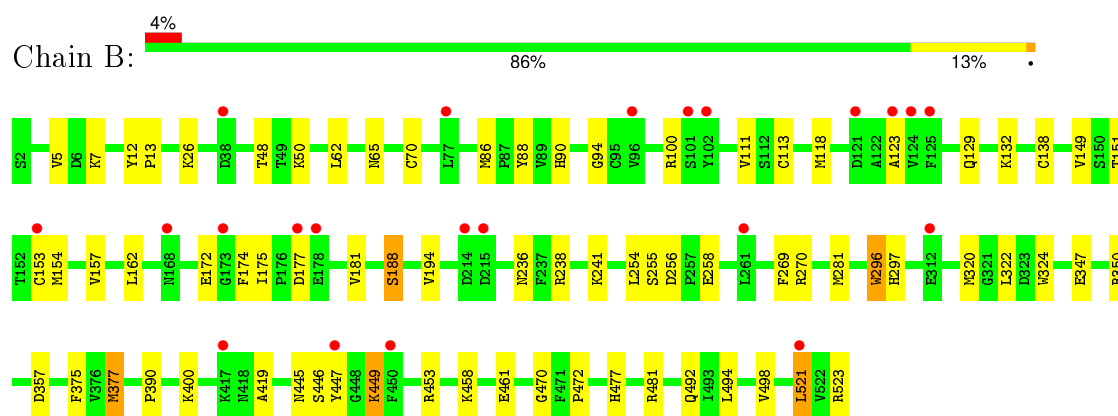 4%
Chain B:
86% 13% •
S2 V5 D6 K7 Y12 P13 K26 D38 T48 T49 K50 L62 N65 C70 L77 M86 P87 Y88 V89 H90 G94 C95 V96 R100 S101 Y102 V111 S112 C113 M118 D121 A122 A123 V124 F125 Q129 K132 C138 V149 S150 T151
T152 C153 M154 V157 L162 N168 E172 G173 F174 I175 P176 D177 E178 V181 S188 V194 D214 D215 N236 F237 R238 K241 L254 S255 D256 P257 E258 L261 F269 R270 M281 W296 H297 E312 M320 G321 L322 D323 W324 E347 R350
D357 F375 V376 M377 P390 K400 K417 N418 A419 N445 S446 Y447 G448 K449 F450 R453 K458 E461 G470 F471 P472 H477 R481 Q492 I493 L494 V498 L521 V522 R523